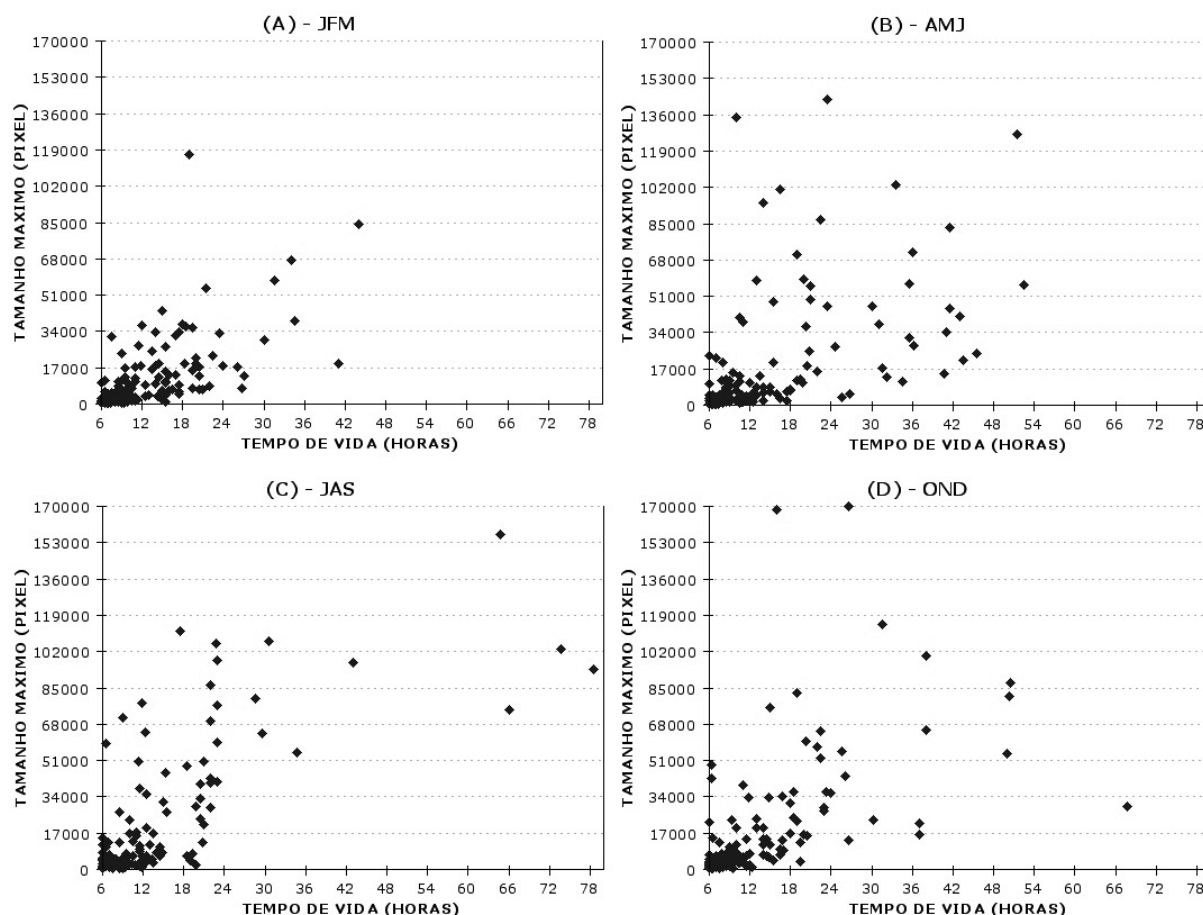 (A) - JFM
TAMANHO MAXIMO (PIXEL)
170000
153000
136000
119000
102000
85000
68000
51000
34000
17000
0
6 12 18 24 30 36 42 48 54 60 66 72 78
TEMPO DE VIDA (HORAS)
(B) - AMJ
TAMANHO MAXIMO (PIXEL)
170000
153000
136000
119000
102000
85000
68000
51000
34000
17000
0
6 12 18 24 30 36 42 48 54 60 66 72 78
TEMPO DE VIDA (HORAS)
(C) - JAS
TAMANHO MAXIMO (PIXEL)
170000
153000
136000
119000
102000
85000
68000
51000
34000
17000
0
6 12 18 24 30 36 42 48 54 60 66 72 78
TEMPO DE VIDA (HORAS)
(D) - OND
TAMANHO MAXIMO (PIXEL)
170000
153000
136000
119000
102000
85000
68000
51000
34000
17000
0
6 12 18 24 30 36 42 48 54 60 66 72 78
TEMPO DE VIDA (HORAS)